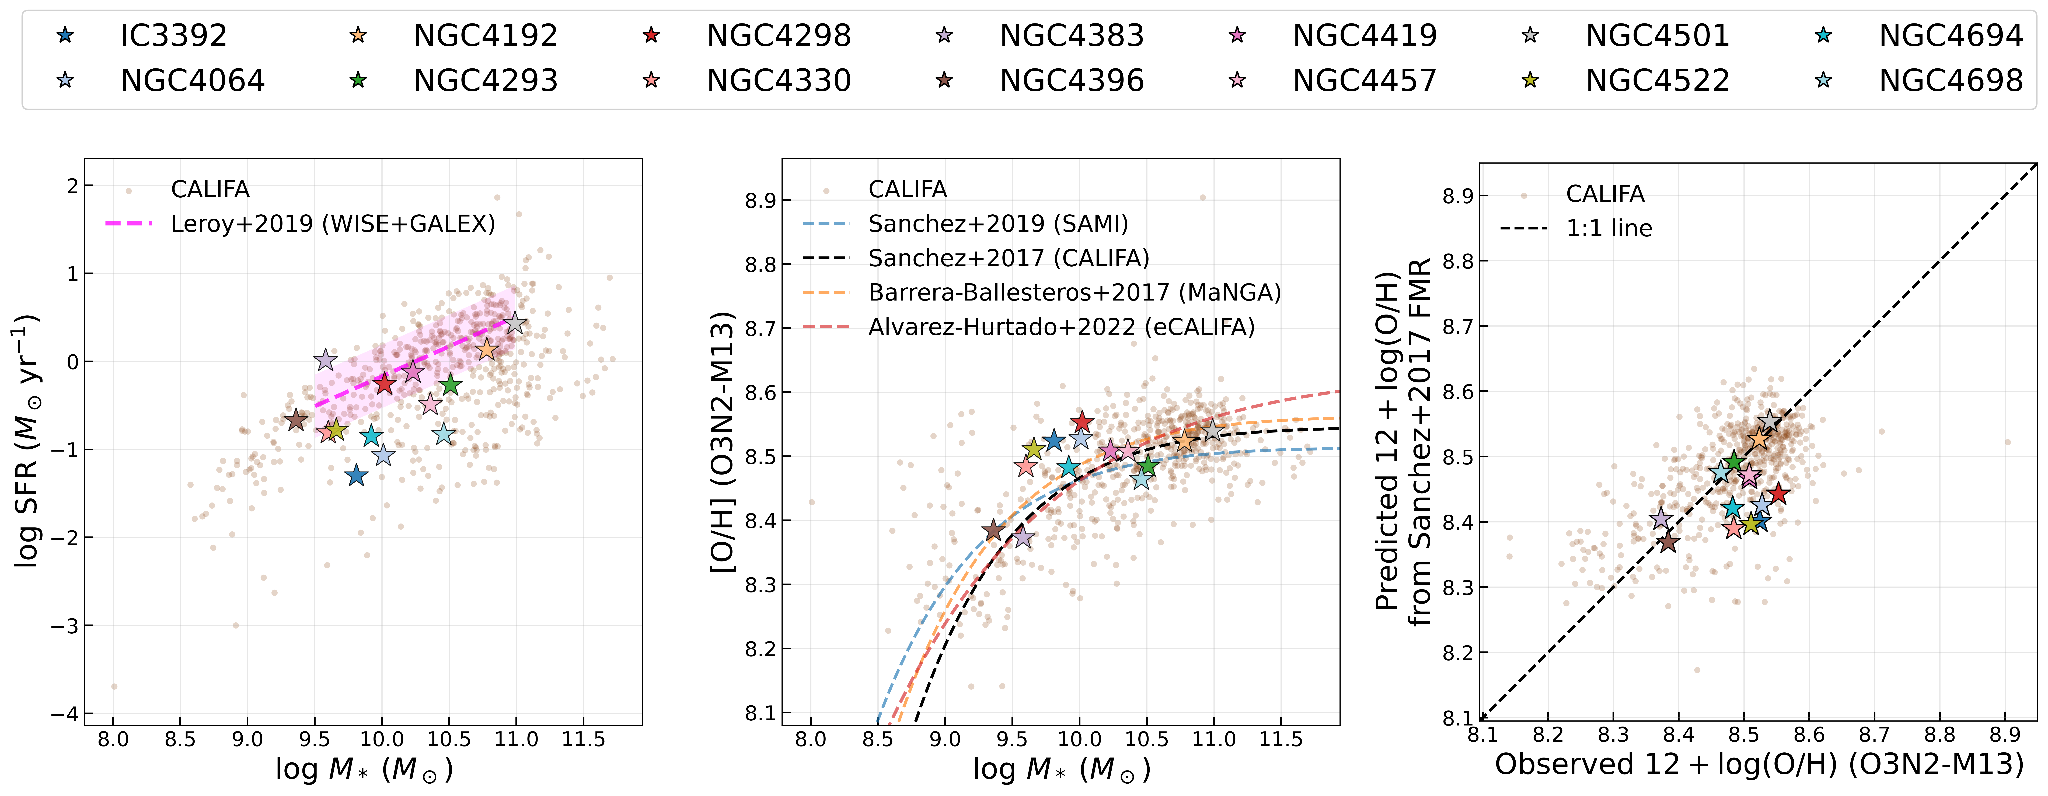 IC3392 NGC4192 NGC4298 NGC4383 NGC4419 NGC4501 NGC4694
NGC4064 NGC4293 NGC4330 NGC4396 NGC4457 NGC4522 NGC4698
log SFR (M⊙ yr−1)
2
1
0
−1
−2
−3
−4
CALIFA
Leroy+2019 (WISE+GALEX)
8.0 8.5 9.0 9.5 10.0 10.5 11.0 11.5
log M* (M⊙)
[O/H] (O3N2-M13)
8.9
8.8
8.7
8.6
8.5
8.4
8.3
8.2
8.1
CALIFA
Sanchez+2019 (SAMI)
Sanchez+2017 (CALIFA)
Barrera-Ballesteros+2017 (MaNGA)
Alvarez-Hurtado+2022 (eCALIFA)
8.0 8.5 9.0 9.5 10.0 10.5 11.0 11.5
log M* (M⊙)
Predicted 12 + log(O/H)
from Sanchez+2017 FMR
8.9
8.8
8.7
8.6
8.5
8.4
8.3
8.2
8.1
CALIFA
1:1 line
8.1 8.2 8.3 8.4 8.5 8.6 8.7 8.8 8.9
Observed 12 + log(O/H) (O3N2-M13)